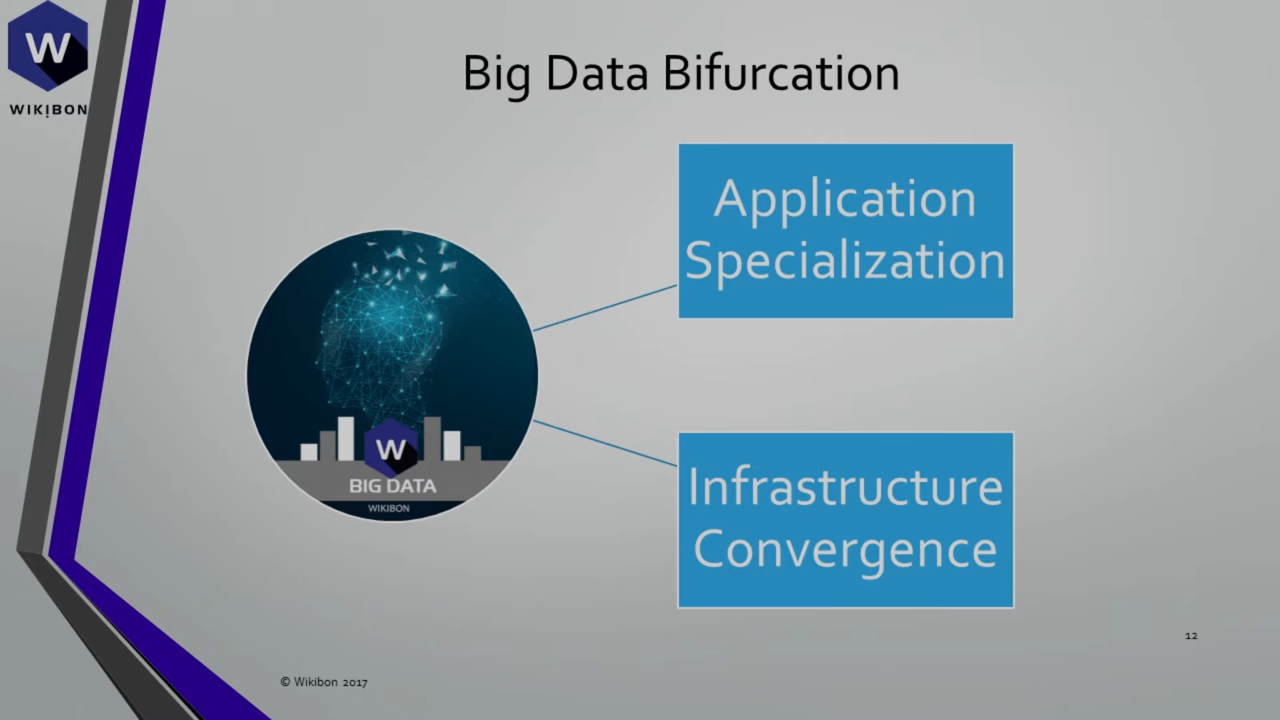 W
WIKIBON
Big Data Bifurcation
Application
Specialization
W
BIG DATA
WIKIBON
Infrastructure
Convergence
12
© Wikibon 2017